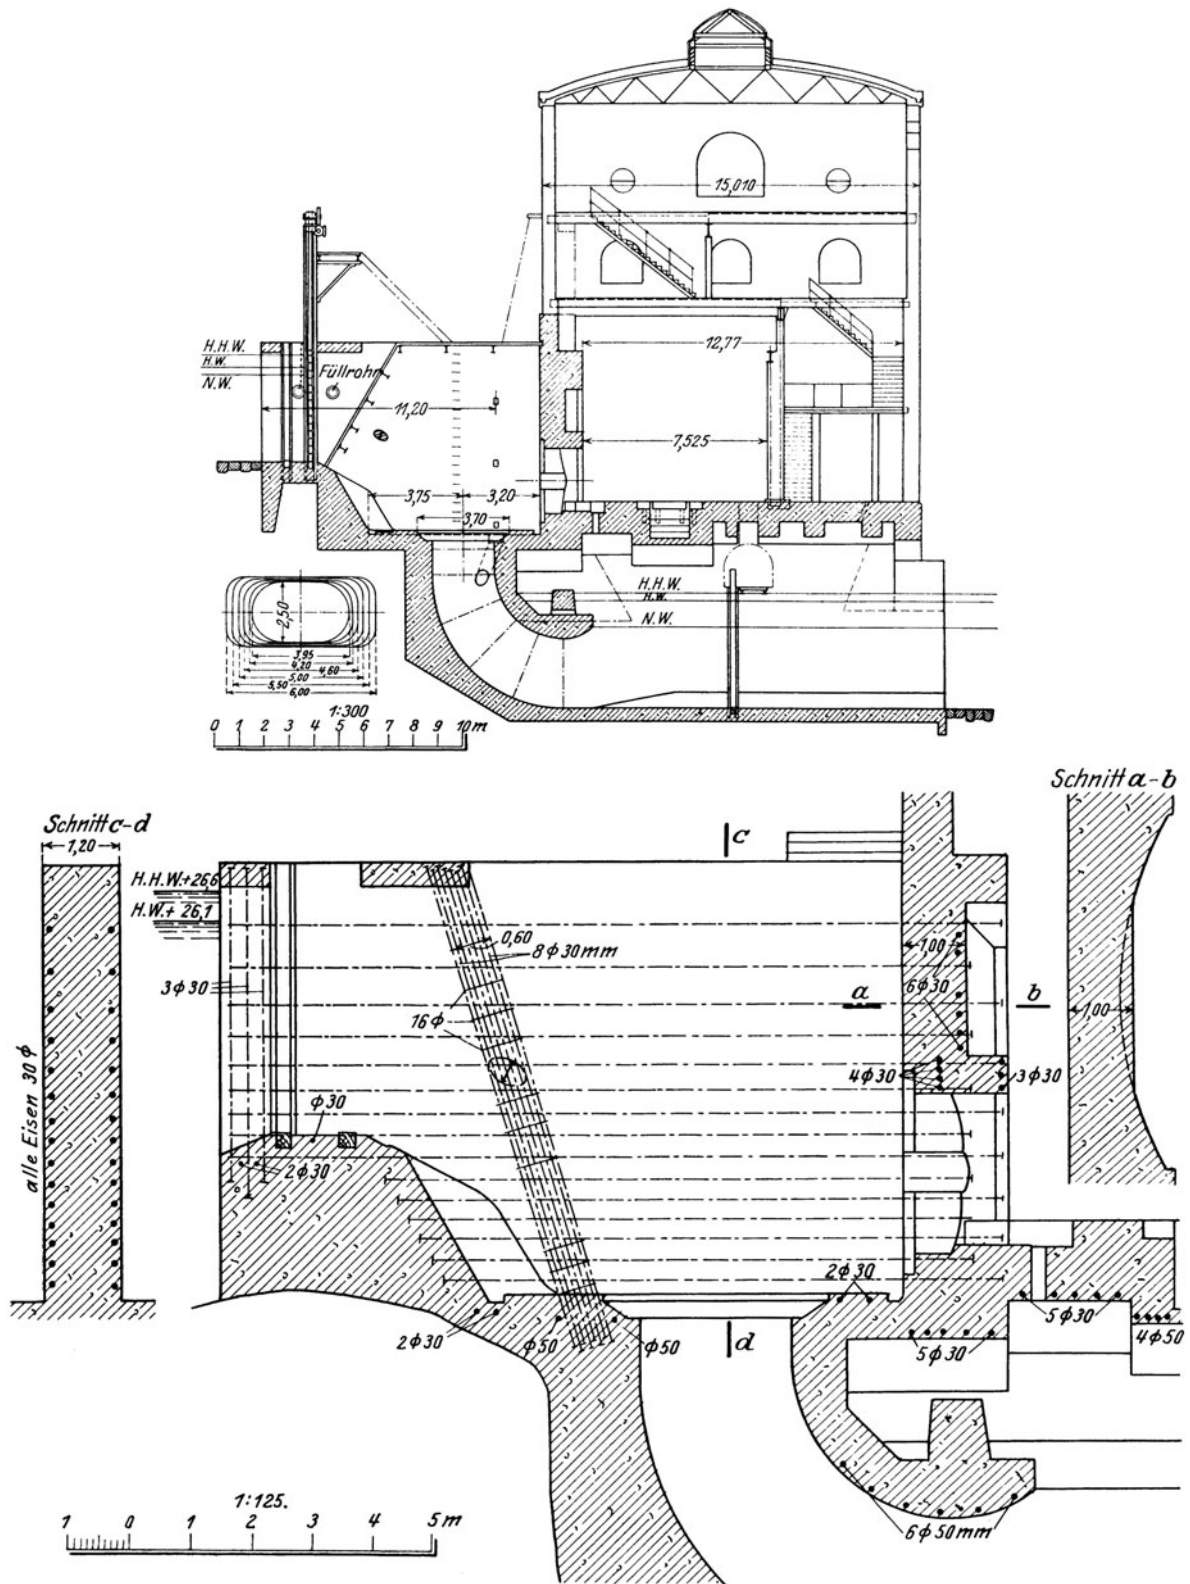 15,010
12,77
H.H.W.
H.W.
N.W.
Füllrohr
11,20
7,525
3,75
3,20
3,70
H.H.W.
H.W.
N.W.
2,50
3,95
4,20
4,60
5,00
5,50
6,00
1:300
0 1 2 3 4 5 6 7 8 9 10 m
Schnitt a-b
Schnitt c-d
1,20
c
H.H.W.+26,6
H.W.+26,1
0,60
8 ϕ 30 mm
1,00
3 ϕ 30
6 ϕ 30
a
b
1,00
16 ϕ
4 ϕ 30
3 ϕ 30
alle Eisen 30 ϕ
ϕ 30
2 ϕ 30
2 ϕ 30
5 ϕ 30
2 ϕ 30
ϕ 50
ϕ 50
d
5 ϕ 30
4 ϕ 50
1:125.
1 0 1 2 3 4 5 m
6 ϕ 50 mm